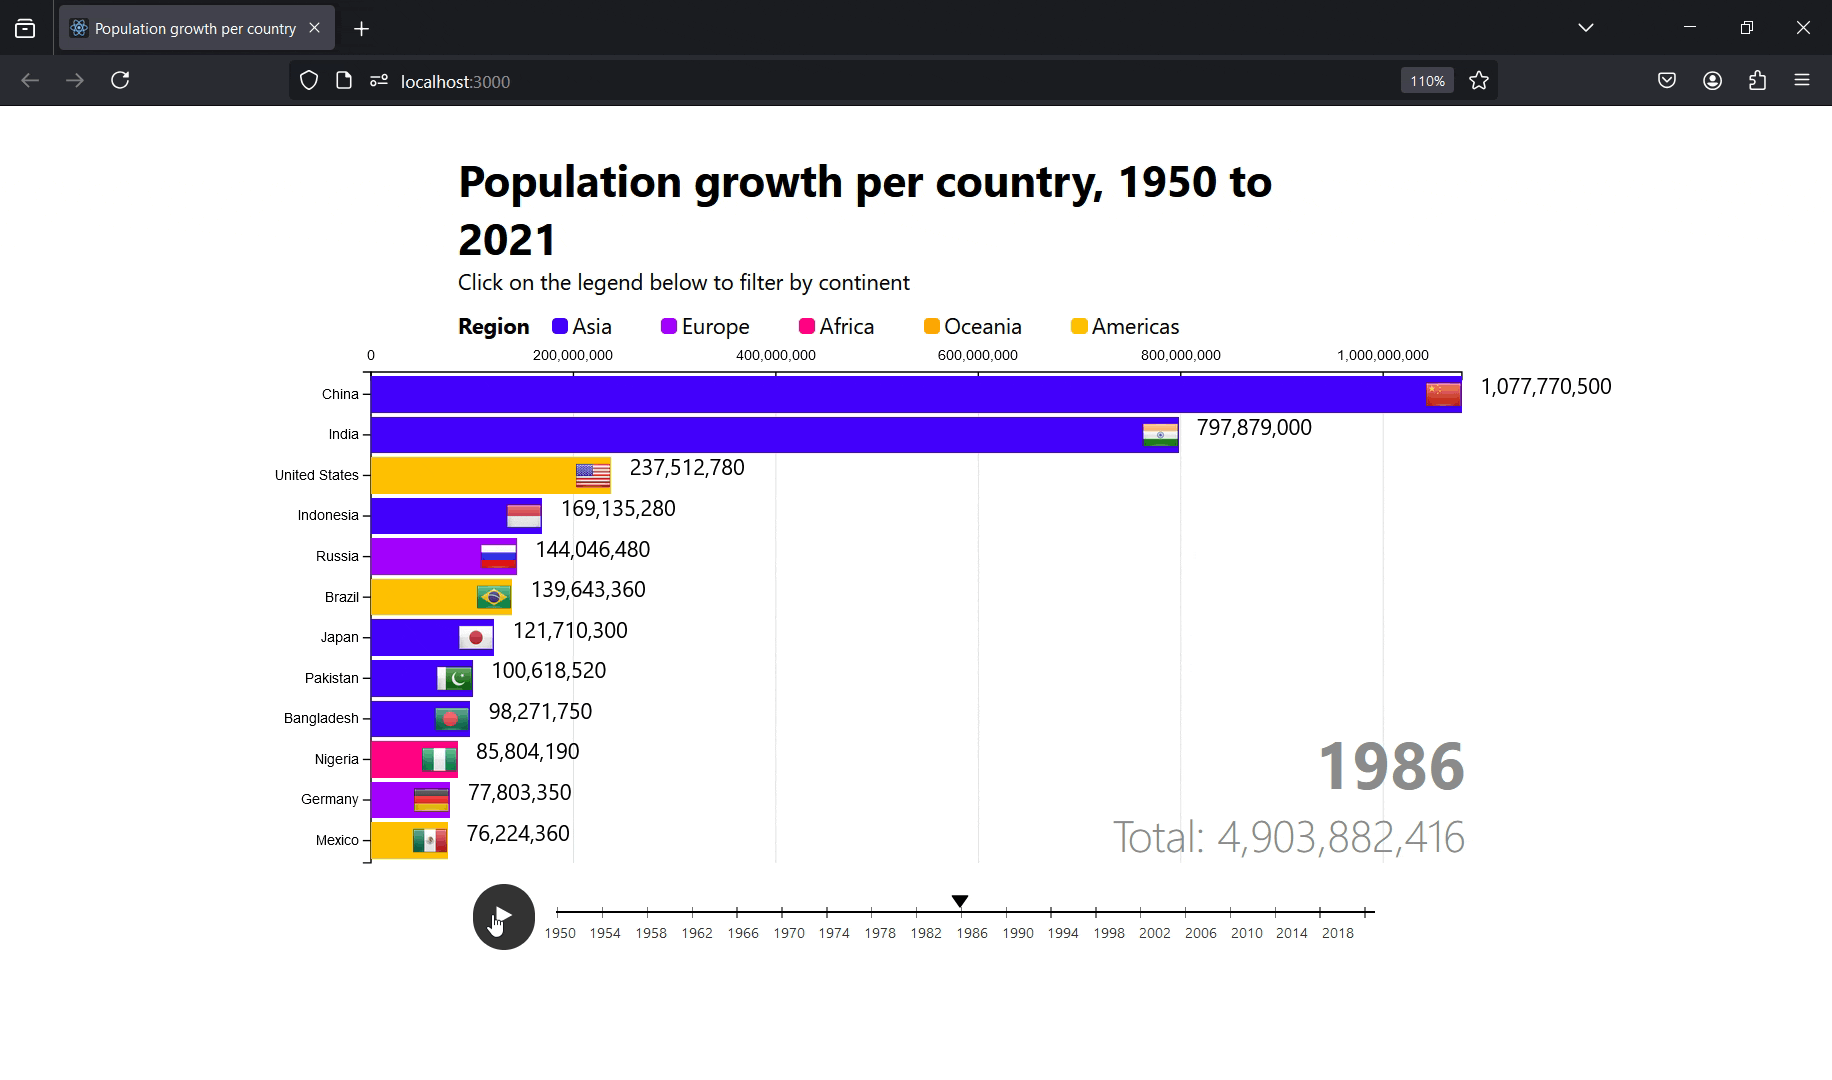 Population growth per country
localhost:3000
110%
Population growth per country, 1950 to
2021
Click on the legend below to filter by continent
Region Asia Europe Africa Oceania Americas
0 200,000,000 400,000,000 600,000,000 800,000,000 1,000,000,000
China 1,077,770,500
India 797,879,000
United States 237,512,780
Indonesia 169,135,280
Russia 144,046,480
Brazil 139,643,360
Japan 121,710,300
Pakistan 100,618,520
Bangladesh 98,271,750
Nigeria 85,804,190
Germany 77,803,350
Mexico 76,224,360
1986
Total: 4,903,882,416
1950 1954 1958 1962 1966 1970 1974 1978 1982 1986 1990 1994 1998 2002 2006 2010 2014 2018